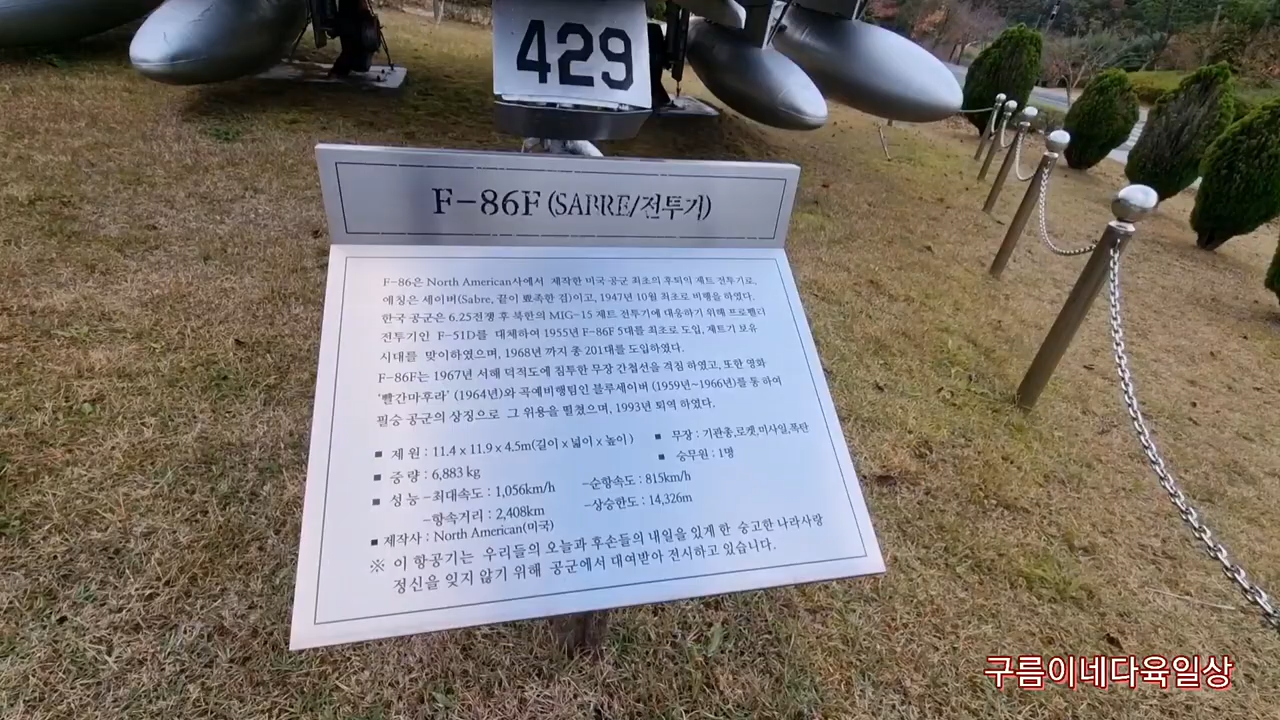 429
F-86F (SABRE/전투기)
F-86은 North American사에서 제작한 미국 공군 최초의 후퇴익 제트 전투기로,
애칭은 세이버(Sabre, 끝이 뾰족한 검)이고, 1947년 10월 최초로 비행을 하였다.
한국 공군은 6.25전쟁 후 북한의 MIG-15 제트 전투기에 대응하기 위해 프로펠러
전투기인 F-51D를 대체하여 1955년 F-86F 5대를 최초로 도입, 제트기 보유
시대를 맞이하였으며, 1968년 까지 총 201대를 도입하였다.
F-86F는 1967년 서해 덕적도에 침투한 무장 간첩선을 격침 하였고, 또한 영화
'빨간마후라' (1964년)와 곡예비행팀인 블루세이버 (1959년~1966년)를 통하여
필승 공군의 상징으로 그 위용을 떨쳤으며, 1993년 퇴역 하였다.
■ 제 원 : 11.4 x 11.9 x 4.5m(길이 x 넓이 x 높이) ■ 무장 : 기관총,로켓,미사일,폭탄
■ 중 량 : 6,883 kg ■ 승무원 : 1명
■ 성 능 -최대속도 : 1,056km/h -순항속도 : 815km/h
-항속거리 : 2,408km -상승한도 : 14,326m
■ 제작사 : North American(미국)
※ 이 항공기는 우리들의 오늘과 후손들의 내일을 있게 한 숭고한 나라사랑
정신을 잊지 않기 위해 공군에서 대여받아 전시하고 있습니다.
구름이네다육일상